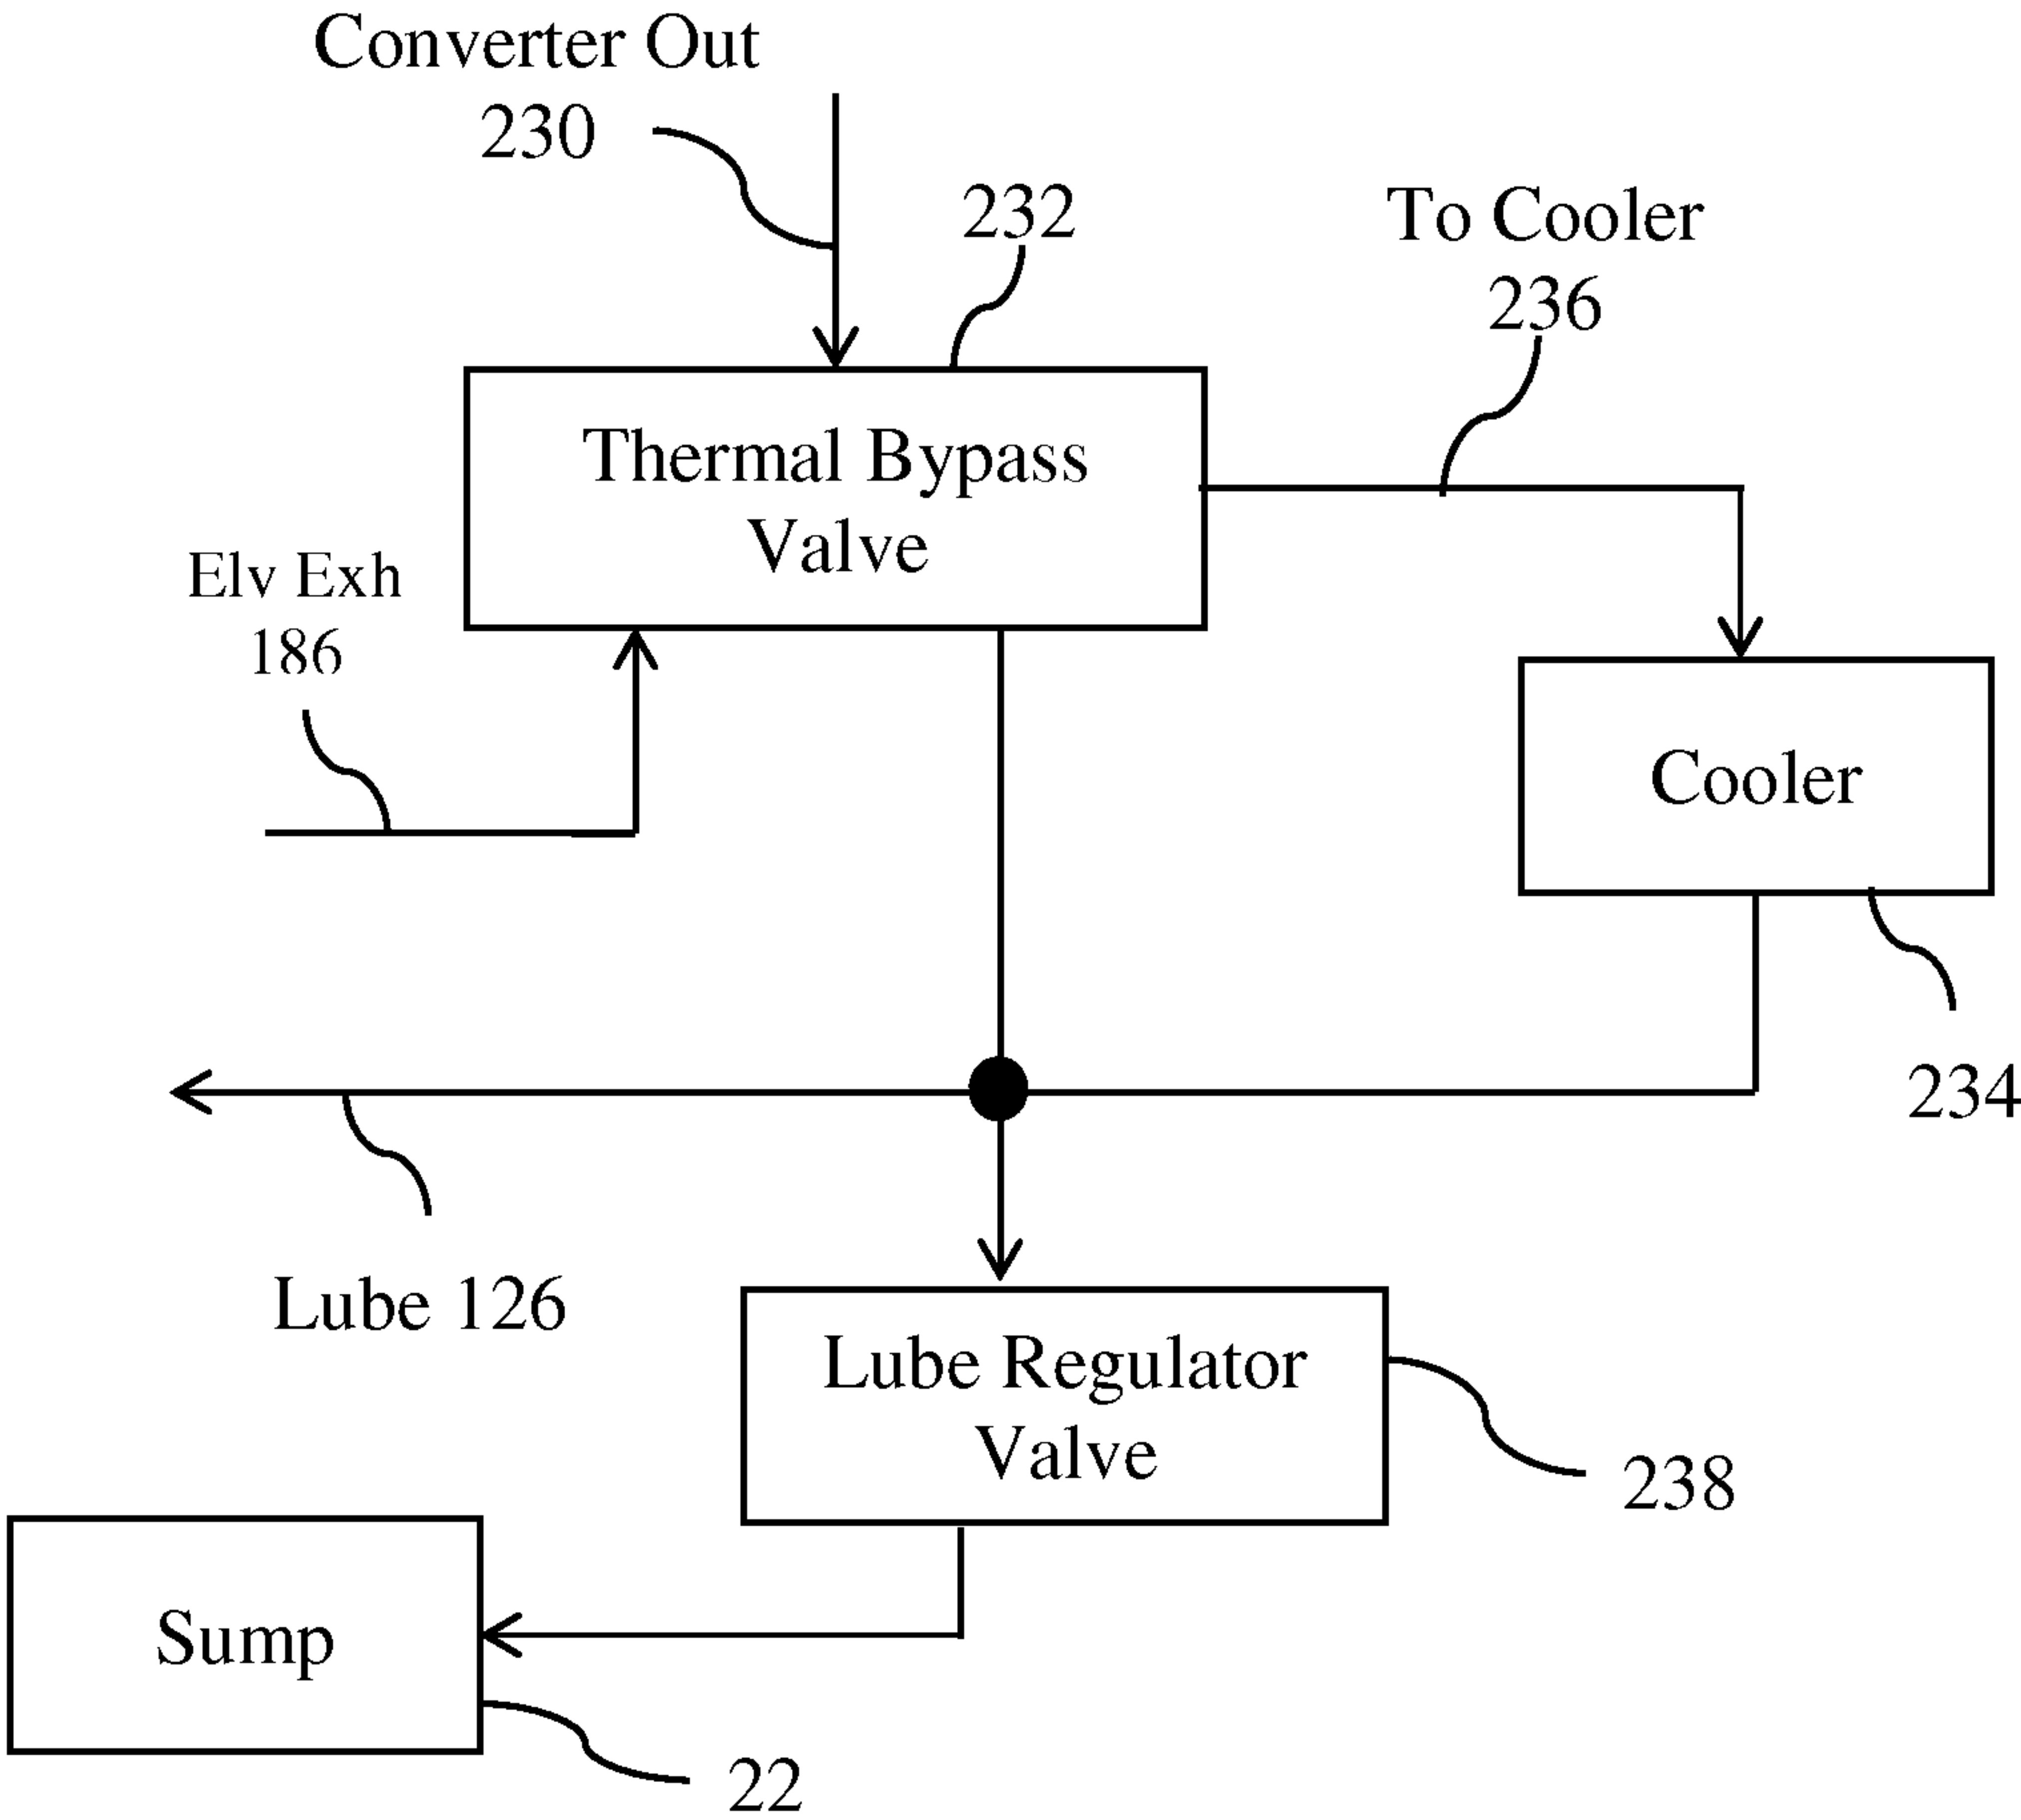 Converter Out
230
232
To Cooler
236
Thermal Bypass
Valve
Elv Exh
186
Cooler
234
Lube 126
Lube Regulator
Valve
238
Sump
22